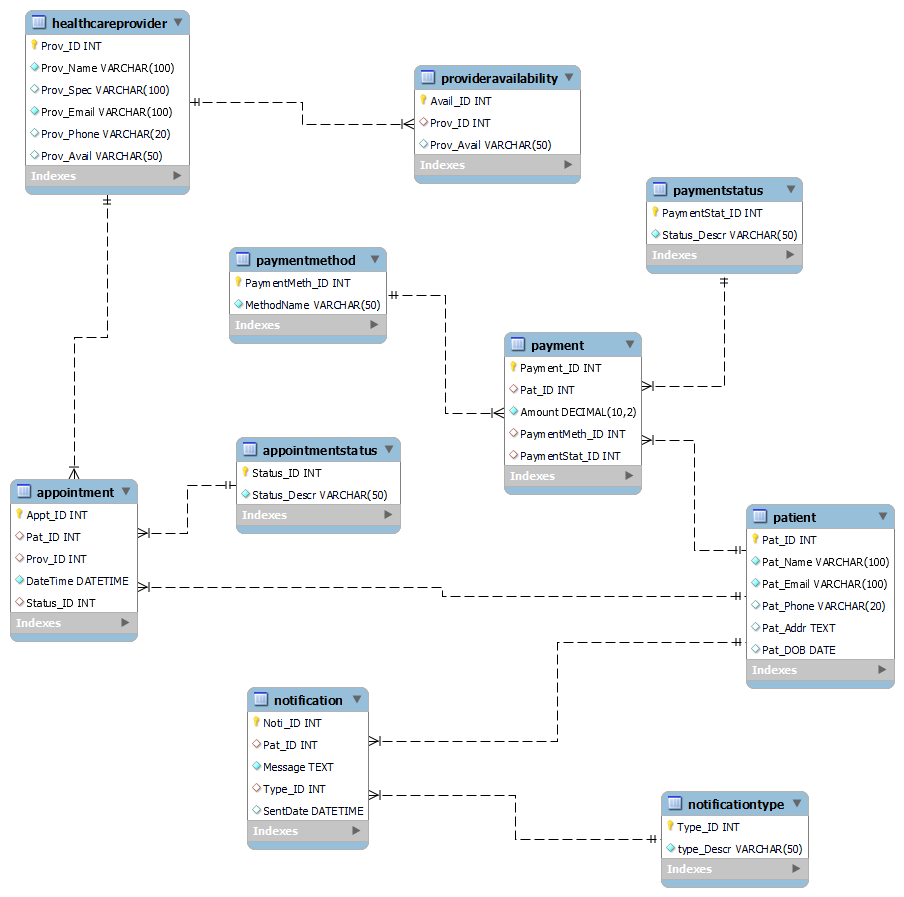 healthcareprovider
Prov_ID INT
Prov_Name VARCHAR(100)
Prov_Spec VARCHAR(100)
Prov_Email VARCHAR(100)
Prov_Phone VARCHAR(20)
Prov_Avail VARCHAR(50)
Indexes
provideravailability
Avail_ID INT
Prov_ID INT
Prov_Avail VARCHAR(50)
Indexes
paymentstatus
PaymentStat_ID INT
Status_Descr VARCHAR(50)
Indexes
paymentmethod
PaymentMeth_ID INT
MethodName VARCHAR(50)
Indexes
payment
Payment_ID INT
Pat_ID INT
Amount DECIMAL(10,2)
PaymentMeth_ID INT
PaymentStat_ID INT
Indexes
appointmentstatus
Status_ID INT
Status_Descr VARCHAR(50)
Indexes
appointment
Appt_ID INT
Pat_ID INT
Prov_ID INT
DateTime DATETIME
Status_ID INT
Indexes
patient
Pat_ID INT
Pat_Name VARCHAR(100)
Pat_Email VARCHAR(100)
Pat_Phone VARCHAR(20)
Pat_Addr TEXT
Pat_DOB DATE
Indexes
notification
Noti_ID INT
Pat_ID INT
Message TEXT
Type_ID INT
SentDate DATETIME
Indexes
notificationtype
Type_ID INT
type_Descr VARCHAR(50)
Indexes